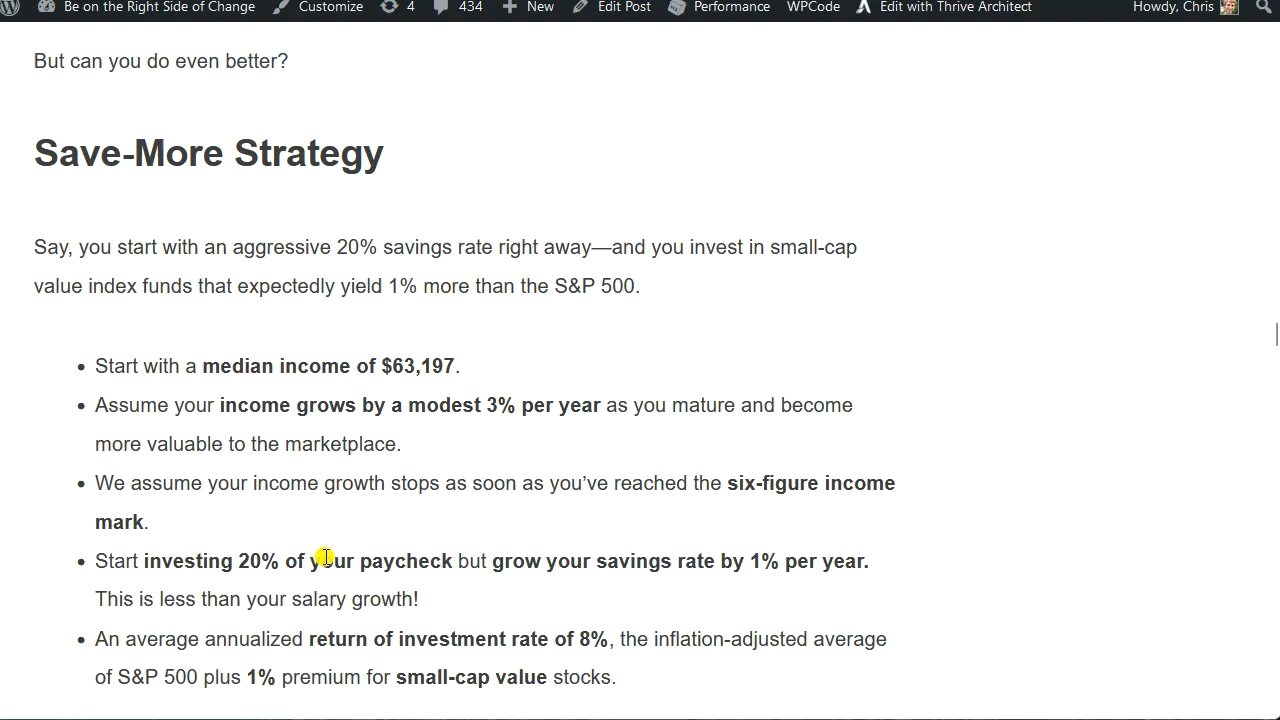 Be on the Right Side of Change Customize 4 434 New Edit Post Performance WPCode Edit with Thrive Architect Howdy, Chris
But can you do even better?
Save-More Strategy
Say, you start with an aggressive 20% savings rate right away—and you invest in small-cap
value index funds that expectedly yield 1% more than the S&P 500.
• Start with a median income of $63,197.
• Assume your income grows by a modest 3% per year as you mature and become
more valuable to the marketplace.
• We assume your income growth stops as soon as you’ve reached the six-figure income
mark.
• Start investing 20% of your paycheck but grow your savings rate by 1% per year.
This is less than your salary growth!
• An average annualized return of investment rate of 8%, the inflation-adjusted average
of S&P 500 plus 1% premium for small-cap value stocks.